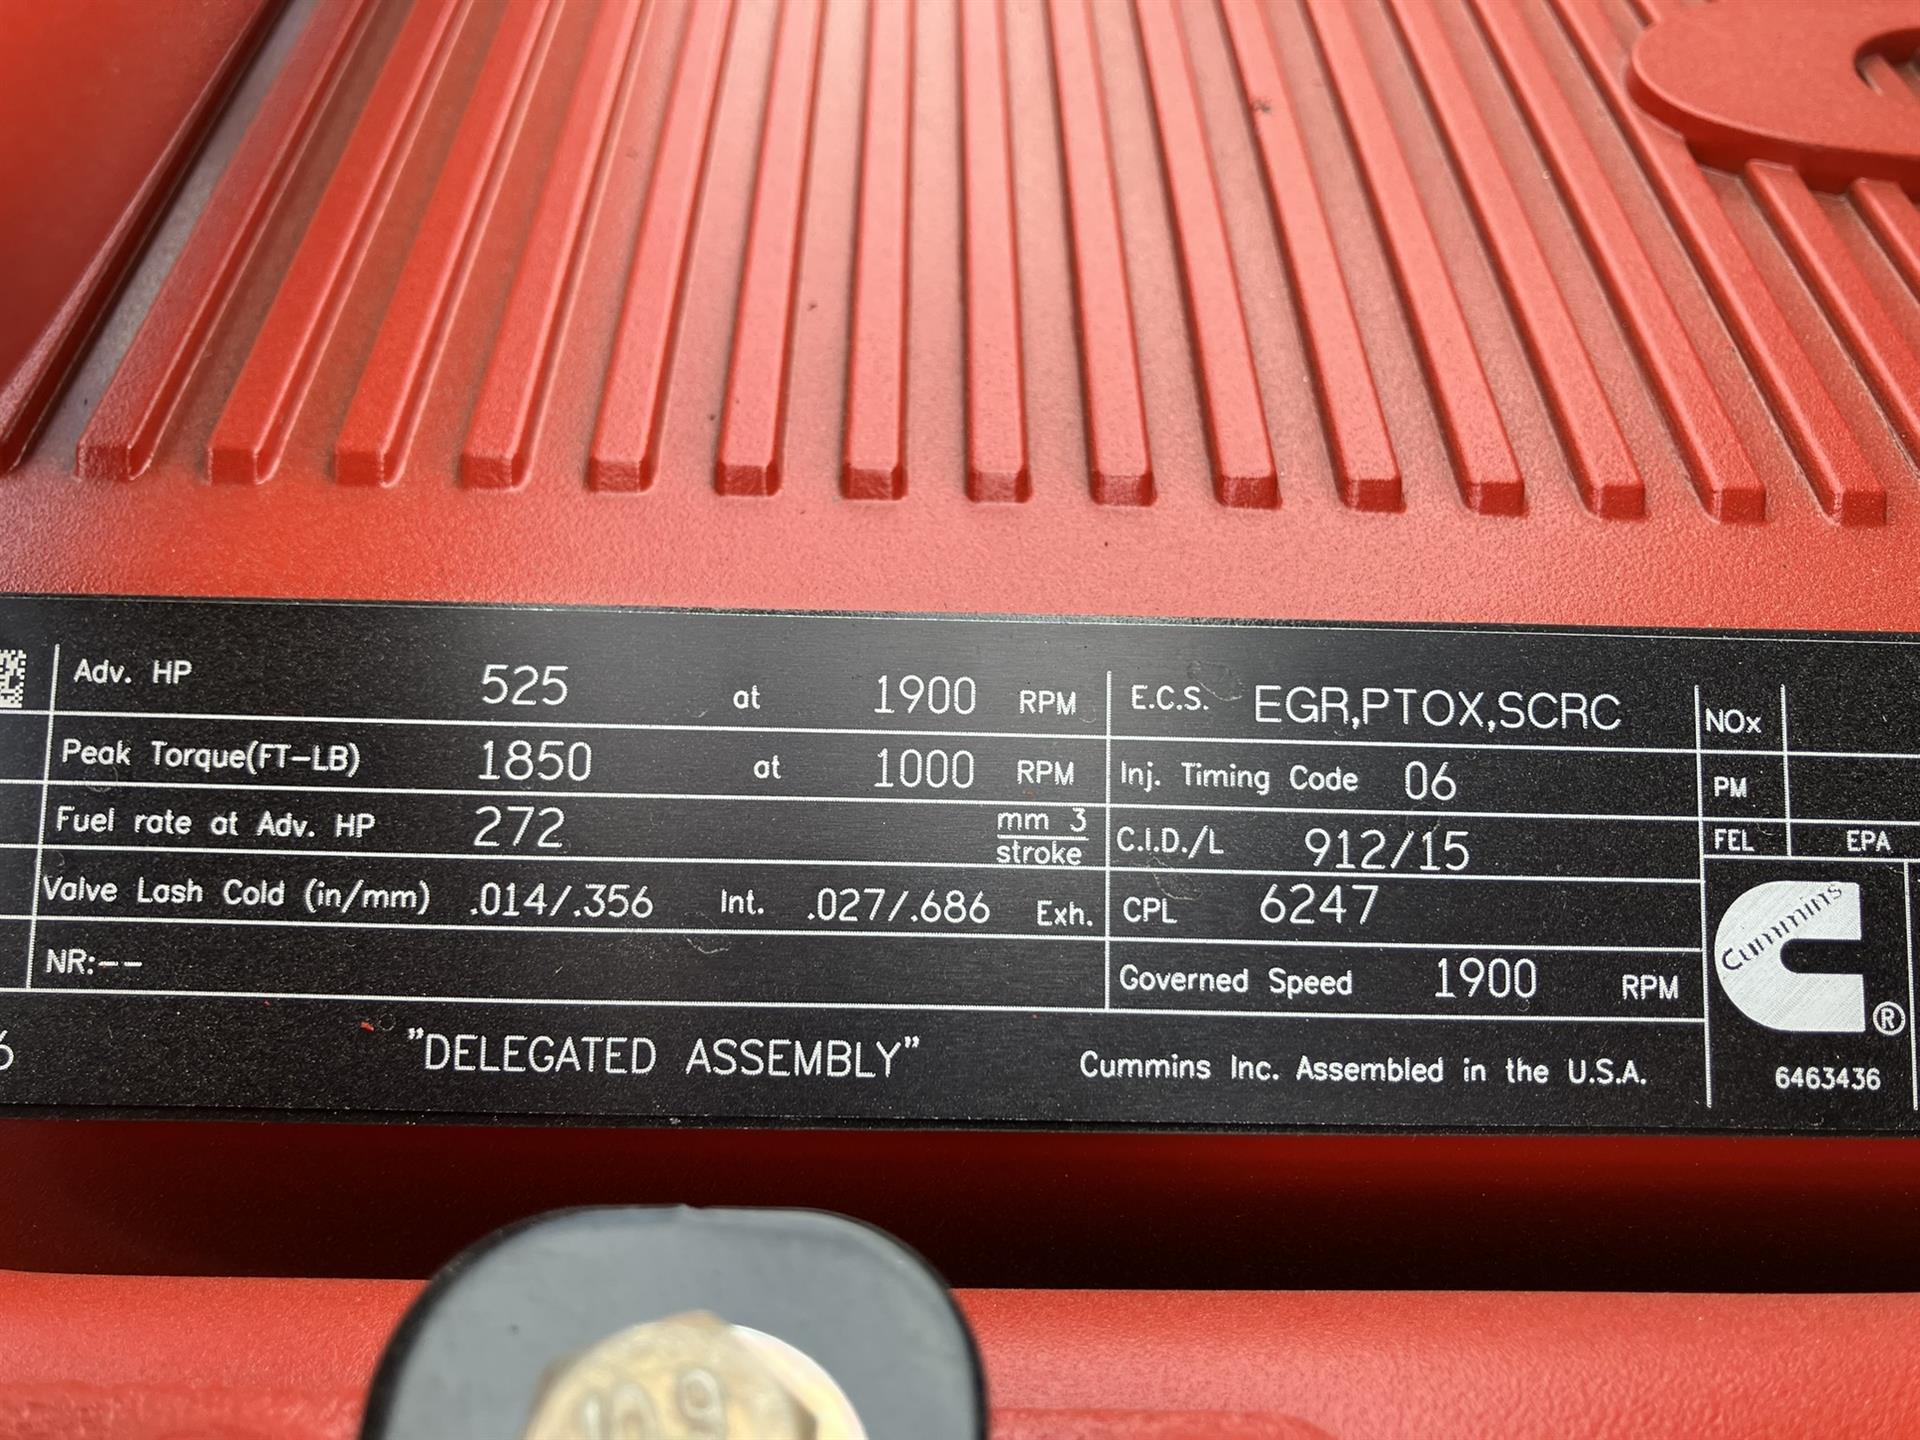 Adv. HP 525 at 1900 RPM
Peak Torque(FT-LB) 1850 at 1000 RPM
Fuel rate at Adv. HP 272 mm 3
stroke
Valve Lash Cold (in/mm) .014/.356 Int. .027/.686 Exh.
NR:--
E.C.S. EGR,PTOX,SCRC
Inj. Timing Code 06
C.I.D./L 912/15
CPL 6247
Governed Speed 1900 RPM
NOx
PM
FEL EPA
Cummins
®
6
"DELEGATED ASSEMBLY" Cummins Inc. Assembled in the U.S.A.
6463436
10.9